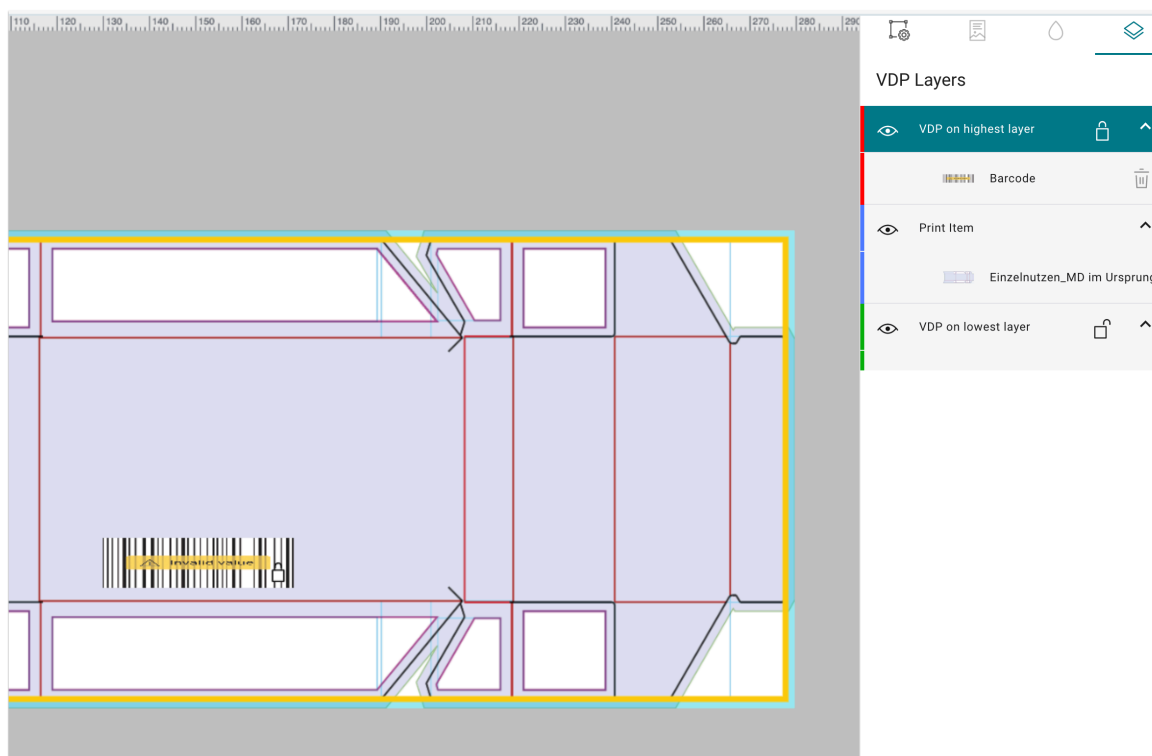 110 120 130 140 150 160 170 180 190 200 210 220 230 240 250 260 270 280 290
VDP Layers
VDP on highest layer
Barcode
Print Item
Einzelnutzen_MD im Ursprung
VDP on lowest layer
Invalid value